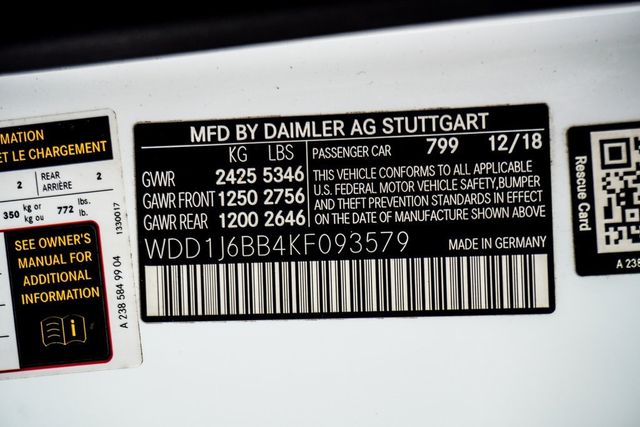 MATION
ET LE CHARGEMENT
2 REAR ARRIÈRE 2
350 kg or kg ou 772 lbs. lb.
1330017
SEE OWNER'S
MANUAL FOR
ADDITIONAL
INFORMATION
A 238 584 99 04
MFD BY DAIMLER AG STUTTGART
KG LBS
GVWR 2425 5346
GAWR FRONT 1250 2756
GAWR REAR 1200 2646
PASSENGER CAR 799 12/18
THIS VEHICLE CONFORMS TO ALL APPLICABLE
U.S. FEDERAL MOTOR VEHICLE SAFETY, BUMPER
AND THEFT PREVENTION STANDARDS IN EFFECT
ON THE DATE OF MANUFACTURE SHOWN ABOVE
WDD1J6BB4KF093579
MADE IN GERMANY
Rescue Card
A 238